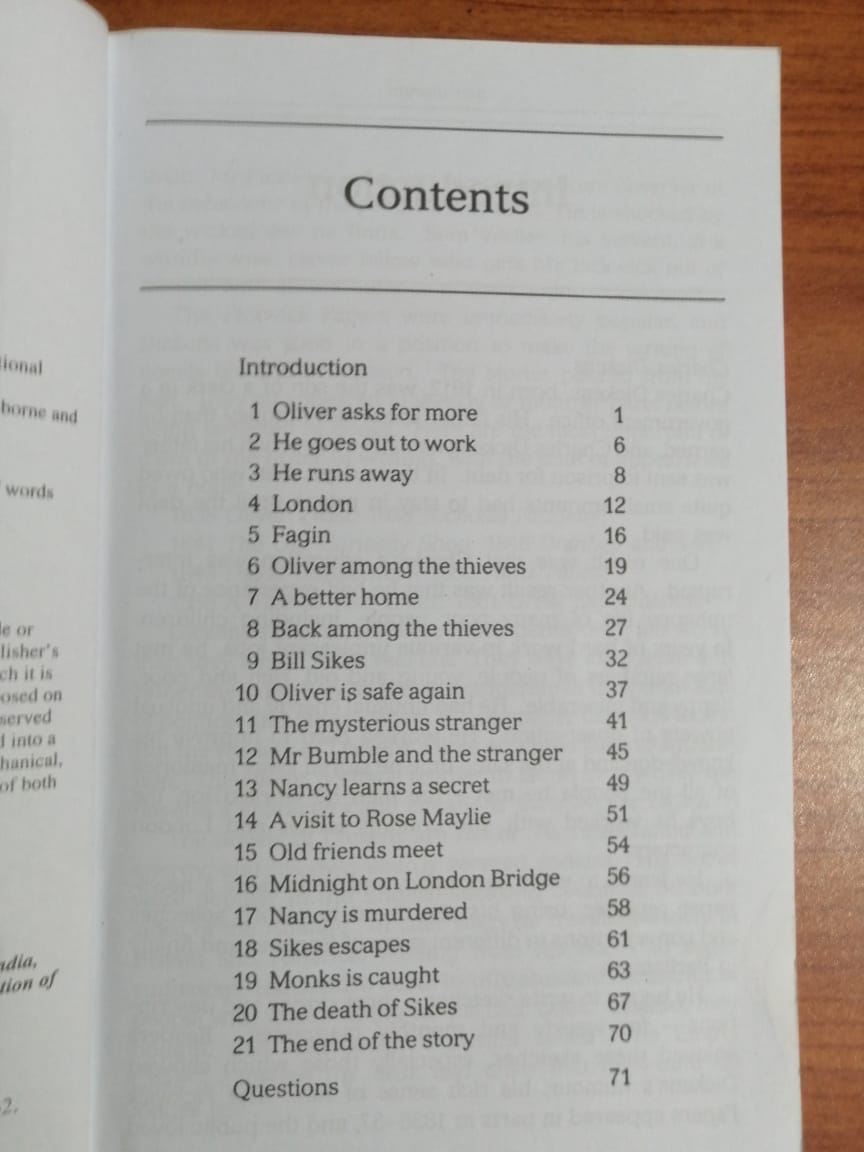 tional
borne and
words
le or
lisher's
ch it is
osed on
served
l into a
hanical,
of both
adia,
tion of
2.
Contents
Introduction
1 Oliver asks for more 1
2 He goes out to work 6
3 He runs away 8
4 London 12
5 Fagin 16
6 Oliver among the thieves 19
7 A better home 24
8 Back among the thieves 27
9 Bill Sikes 32
10 Oliver is safe again 37
11 The mysterious stranger 41
12 Mr Bumble and the stranger 45
13 Nancy learns a secret 49
14 A visit to Rose Maylie 51
15 Old friends meet 54
16 Midnight on London Bridge 56
17 Nancy is murdered 58
18 Sikes escapes 61
19 Monks is caught 63
20 The death of Sikes 67
21 The end of the story 70
Questions 71